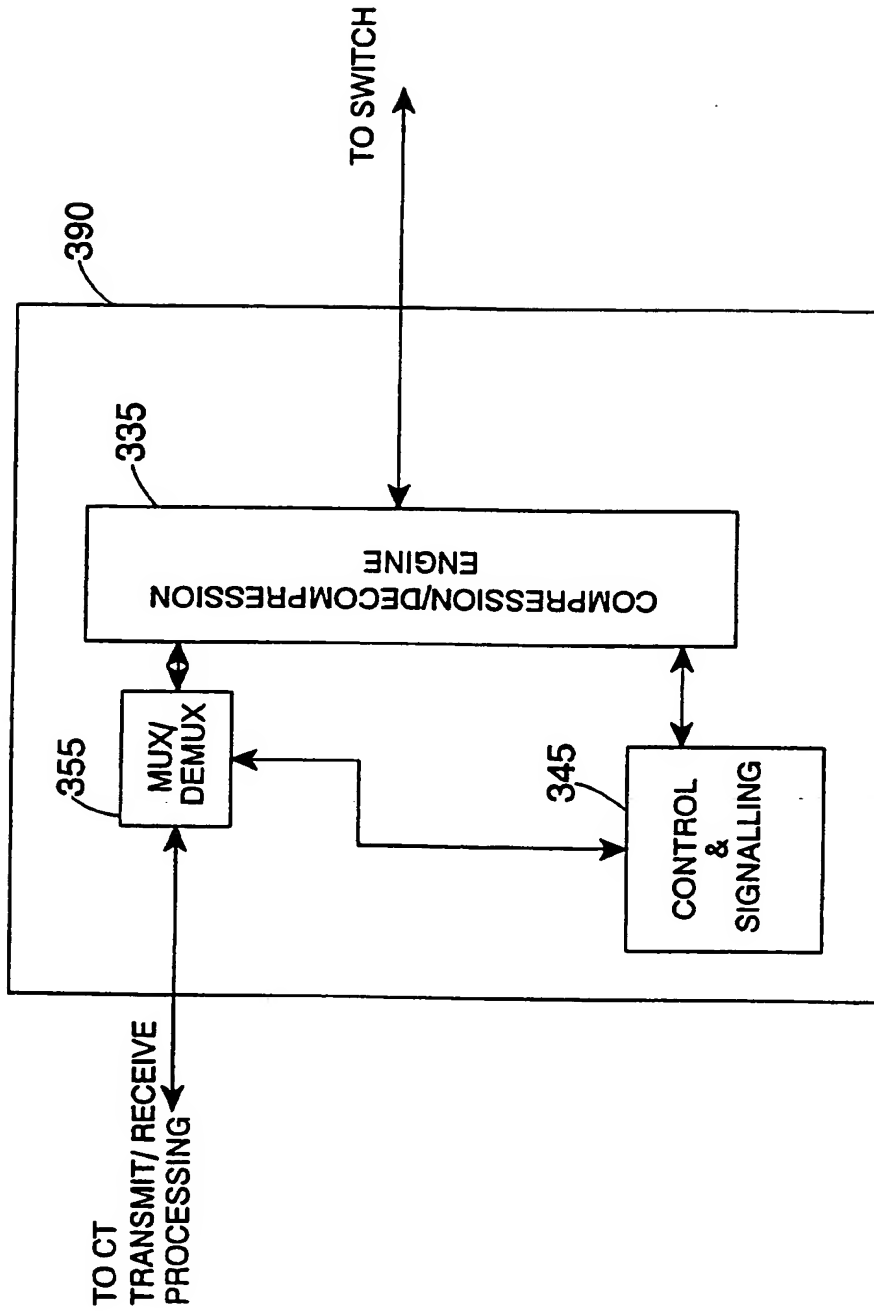 390
335
355
345
TO CT
TRANSMIT/ RECEIVE
PROCESSING
MUX/
DEMUX
COMPRESSION/DECOMPRESSION
ENGINE
CONTROL
&
SIGNALLING
TO SWITCH